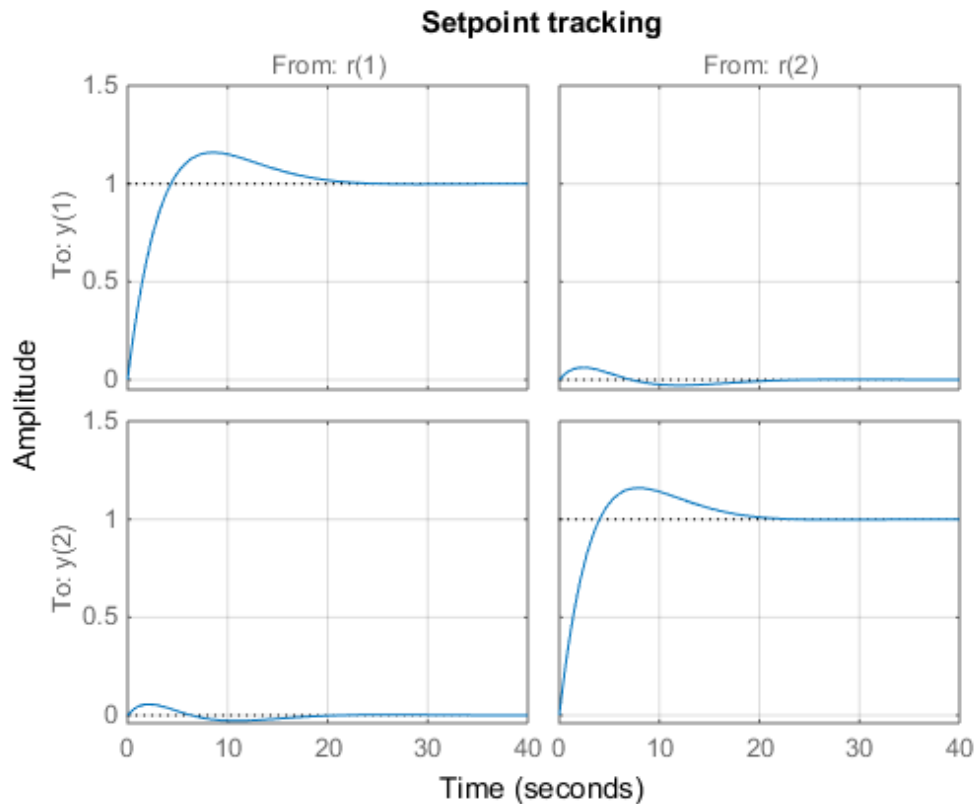 Setpoint tracking
From: r(1)
From: r(2)
Amplitude
To: y(1)
1.5
1
0.5
0
To: y(2)
1.5
1
0.5
0
0 10 20 30 40
0 10 20 30 40
Time (seconds)